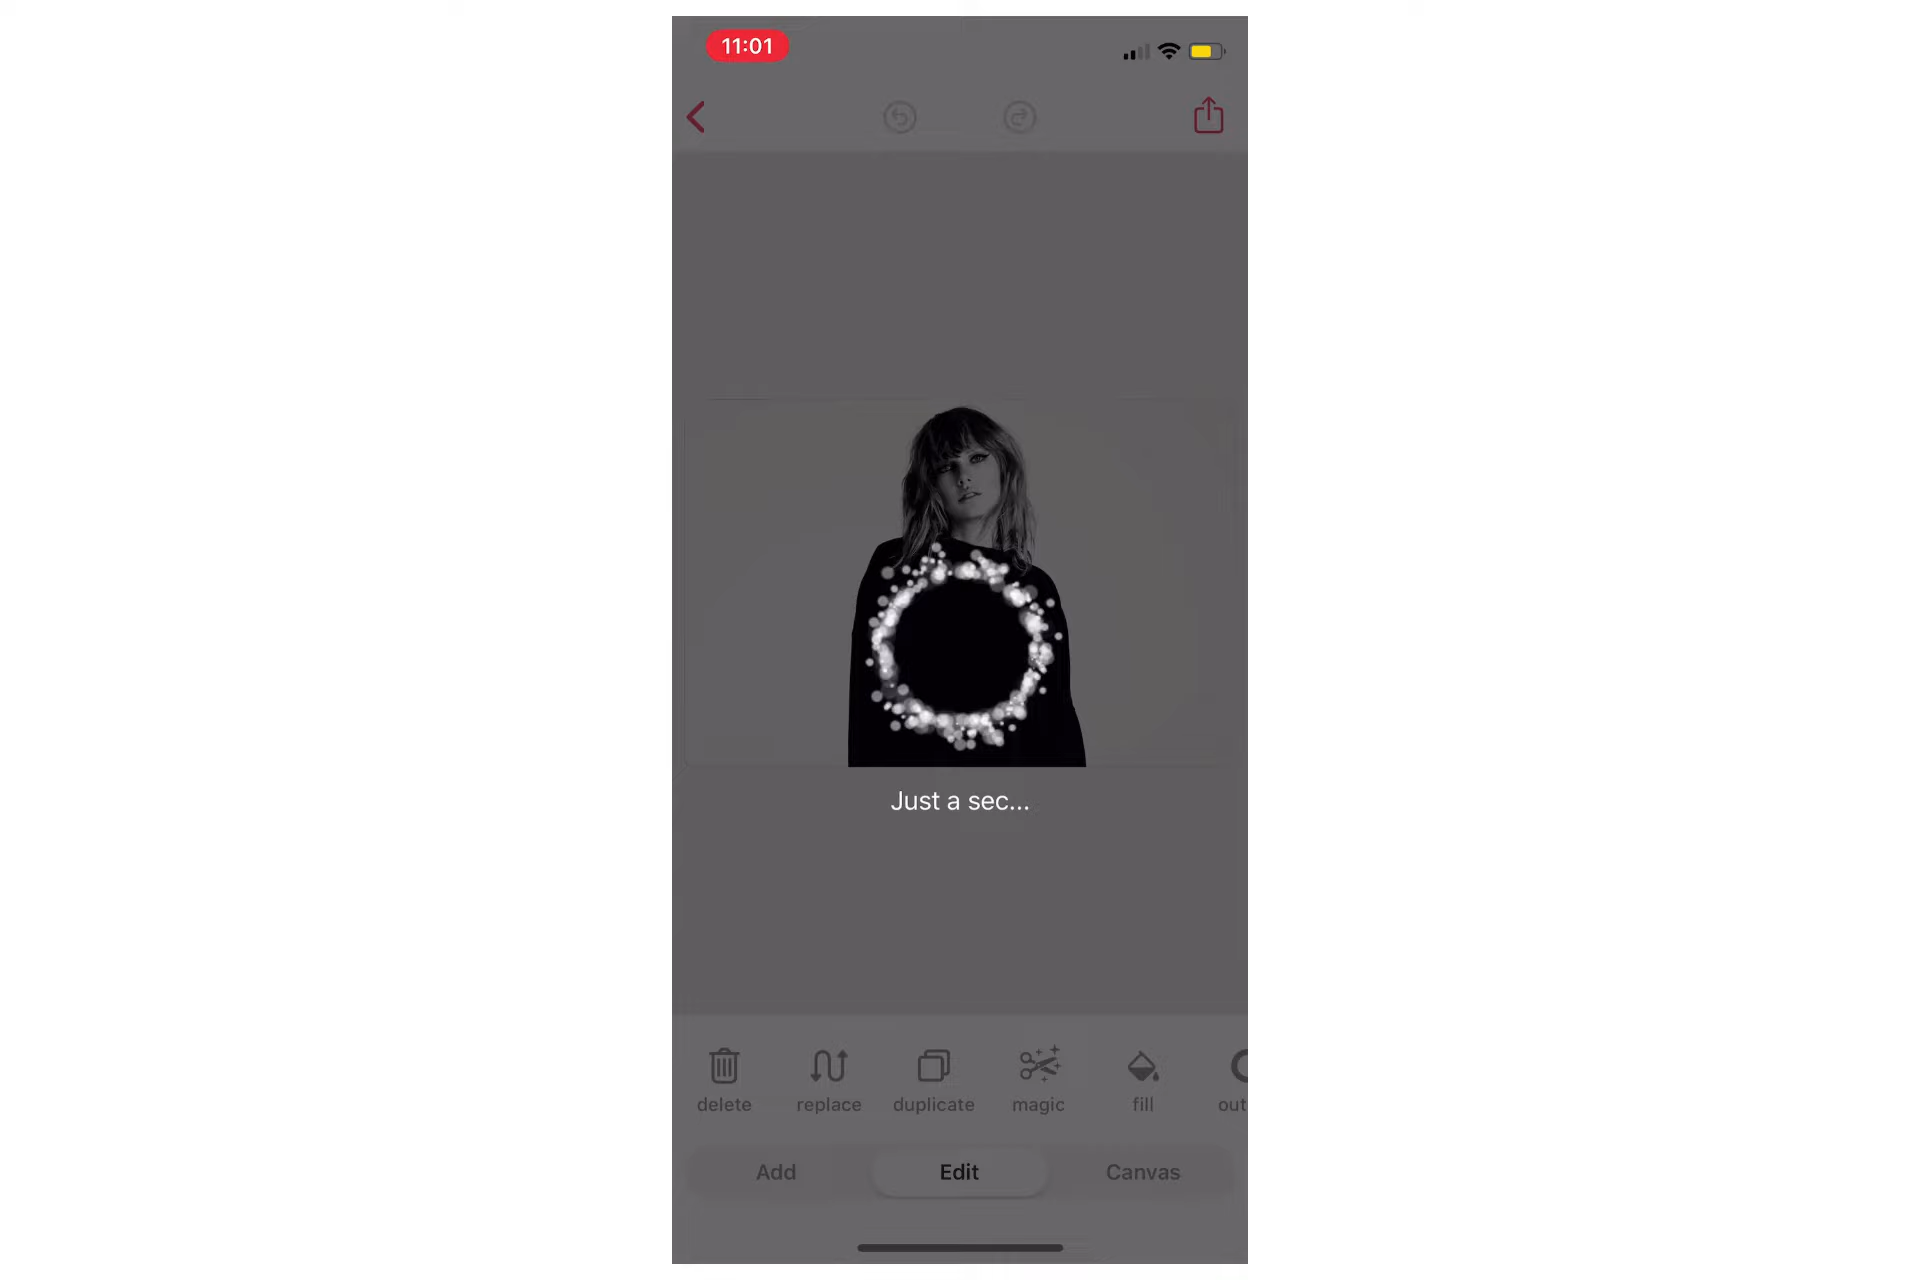 11:01
Just a sec...
delete replace duplicate magic fill out
Add Edit Canvas